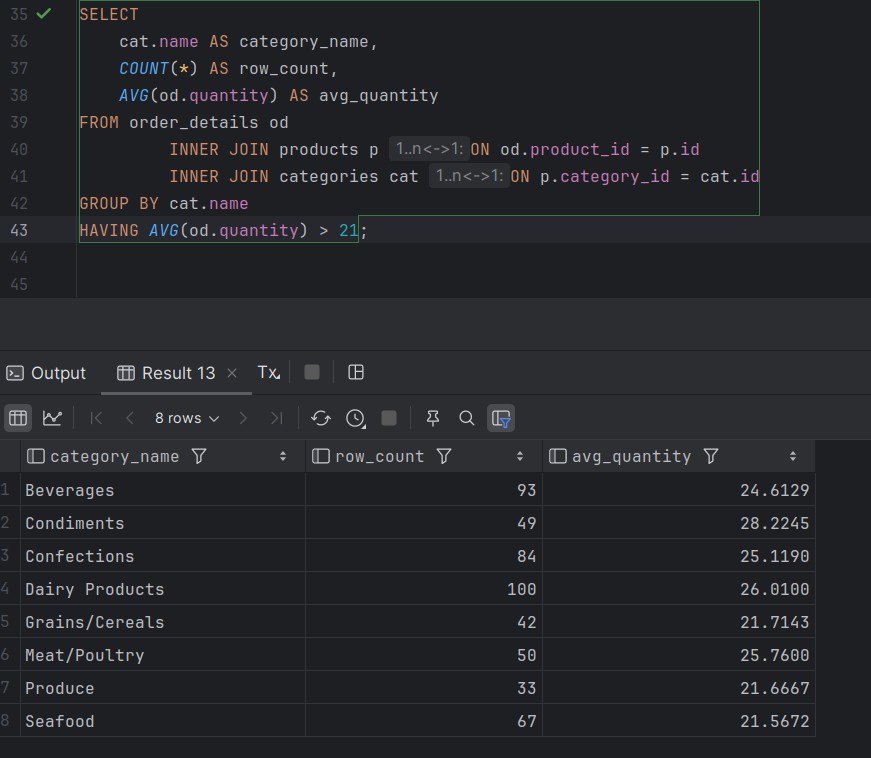 35 SELECT
36 cat.name AS category_name,
37 COUNT(*) AS row_count,
38 AVG(od.quantity) AS avg_quantity
39 FROM order_details od
40 INNER JOIN products p 1..n<->1: ON od.product_id = p.id
41 INNER JOIN categories cat 1..n<->1: ON p.category_id = cat.id
42 GROUP BY cat.name
43 HAVING AVG(od.quantity) > 21;
44
45
Output Result 13 × Tx
8 rows
category_name row_count avg_quantity
1 Beverages 93 24.6129
2 Condiments 49 28.2245
3 Confections 84 25.1190
4 Dairy Products 100 26.0100
5 Grains/Cereals 42 21.7143
6 Meat/Poultry 50 25.7600
7 Produce 33 21.6667
8 Seafood 67 21.5672